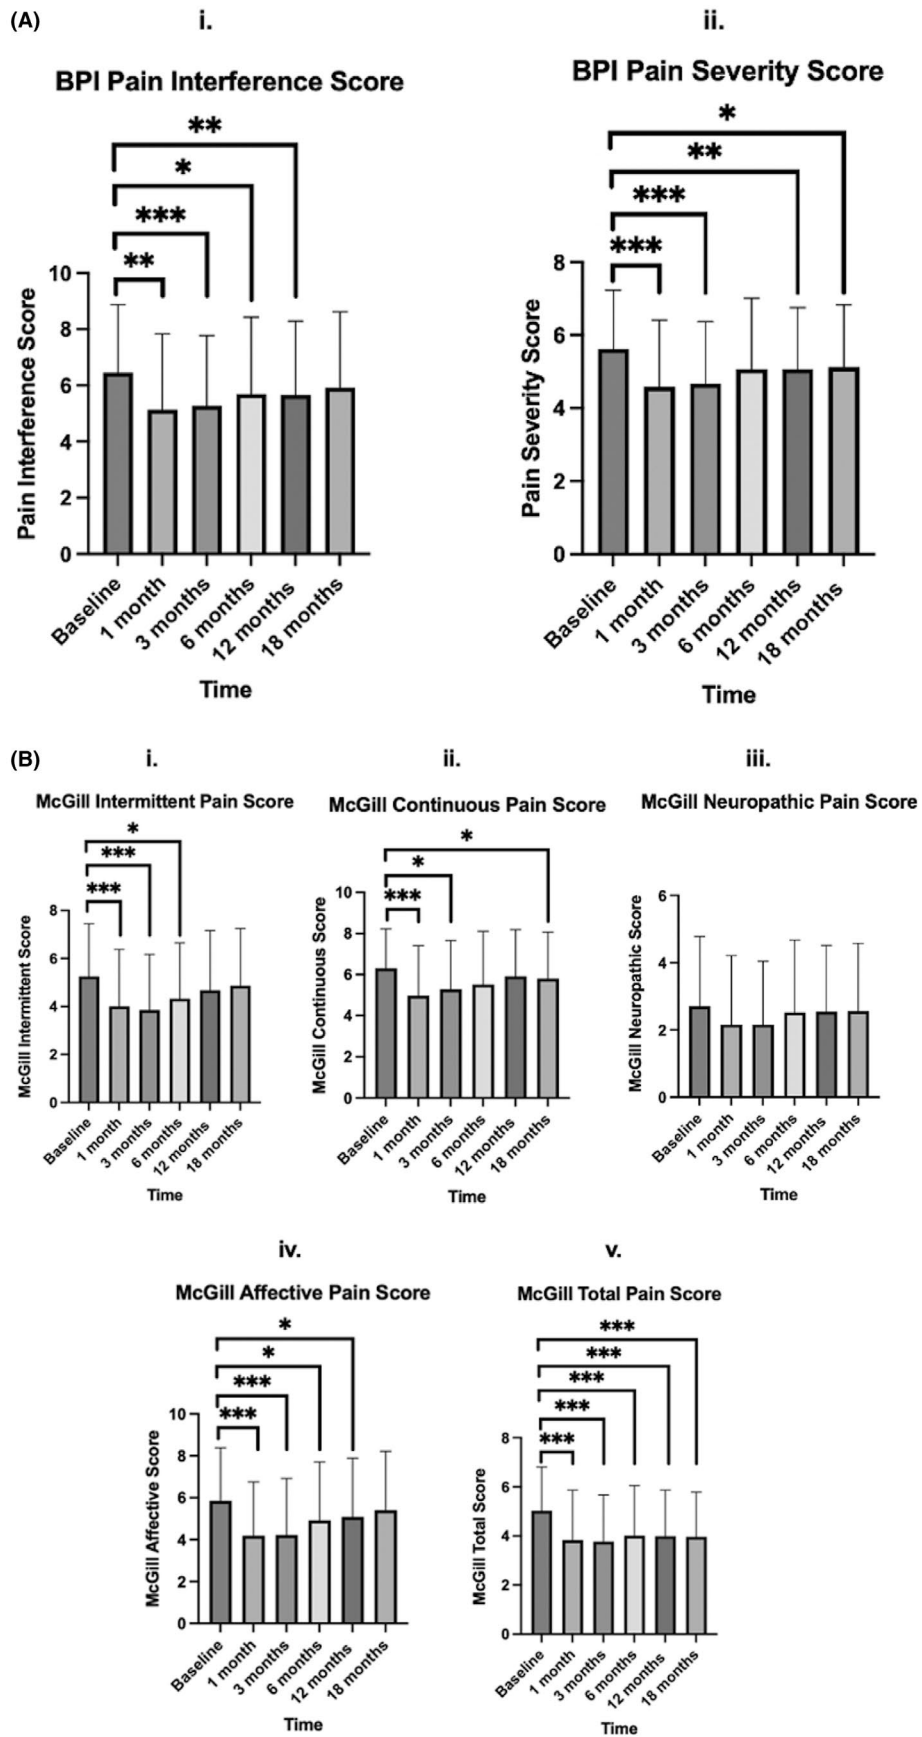 (A)
i.
ii.
BPI Pain Interference Score
BPI Pain Severity Score
**
*
***
**
*
**
***
***
Pain Interference Score
10
8
6
4
2
0
Baseline
1 month
3 months
6 months
12 months
18 months
Time
Pain Severity Score
8
6
4
2
0
Baseline
1 month
3 months
6 months
12 months
18 months
Time
(B)
i.
ii.
iii.
McGill Intermittent Pain Score
McGill Continuous Pain Score
McGill Neuropathic Pain Score
*
***
***
McGill Intermittent Score
8
6
4
2
0
Baseline
1 month
3 months
6 months
12 months
18 months
Time
*
*
***
McGill Continuous Score
10
8
6
4
2
0
Baseline
1 month
3 months
6 months
12 months
18 months
Time
McGill Neuropathic Score
6
4
2
0
Baseline
1 month
3 months
6 months
12 months
18 months
Time
iv.
v.
McGill Affective Pain Score
McGill Total Pain Score
*
*
***
***
McGill Affective Score
10
8
6
4
2
0
Baseline
1 month
3 months
6 months
12 months
18 months
Time
***
***
***
***
***
McGill Total Score
8
6
4
2
0
Baseline
1 month
3 months
6 months
12 months
18 months
Time